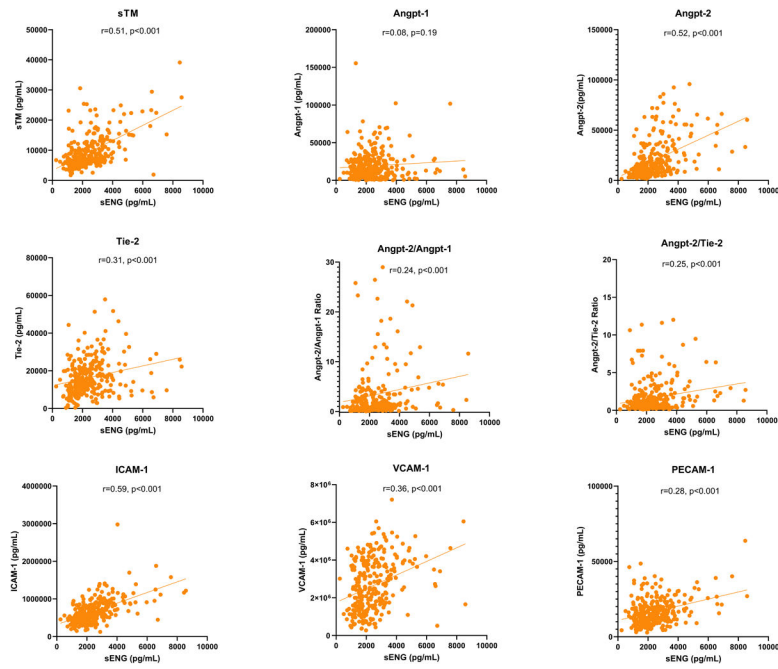 sTM
r=0.51, p<0.001
50000
40000
30000
20000
10000
0
sTM (pg/mL)
0 2000 4000 6000 8000 10000
sENG (pg/mL)
Angpt-1
r=0.08, p=0.19
200000
150000
100000
50000
0
Angpt-1 (pg/mL)
0 2000 4000 6000 8000 10000
sENG (pg/mL)
Angpt-2
r=0.52, p<0.001
150000
100000
50000
0
Angpt-2(pg/mL)
0 2000 4000 6000 8000 10000
sENG (pg/mL)
Tie-2
r=0.31, p<0.001
80000
60000
40000
20000
0
Tie-2 (pg/mL)
0 2000 4000 6000 8000 10000
sENG (pg/mL)
Angpt-2/Angpt-1
r=0.24, p<0.001
30
20
10
0
Angpt-2/Angpt-1 Ratio
0 2000 4000 6000 8000 10000
sENG (pg/mL)
Angpt-2/Tie-2
r=0.25, p<0.001
20
15
10
5
0
Angpt-2/Tie-2 Ratio
0 2000 4000 6000 8000 10000
sENG (pg/mL)
ICAM-1
r=0.59, p<0.001
4000000
3000000
2000000
1000000
0
ICAM-1 (pg/mL)
0 2000 4000 6000 8000 10000
sENG (pg/mL)
VCAM-1
r=0.36, p<0.001
8×10⁶
6×10⁶
4×10⁶
2×10⁶
0
VCAM-1 (pg/mL)
0 2000 4000 6000 8000 10000
sENG (pg/mL)
PECAM-1
r=0.28, p<0.001
100000
50000
0
PECAM-1 (pg/mL)
0 2000 4000 6000 8000 10000
sENG (pg/mL)